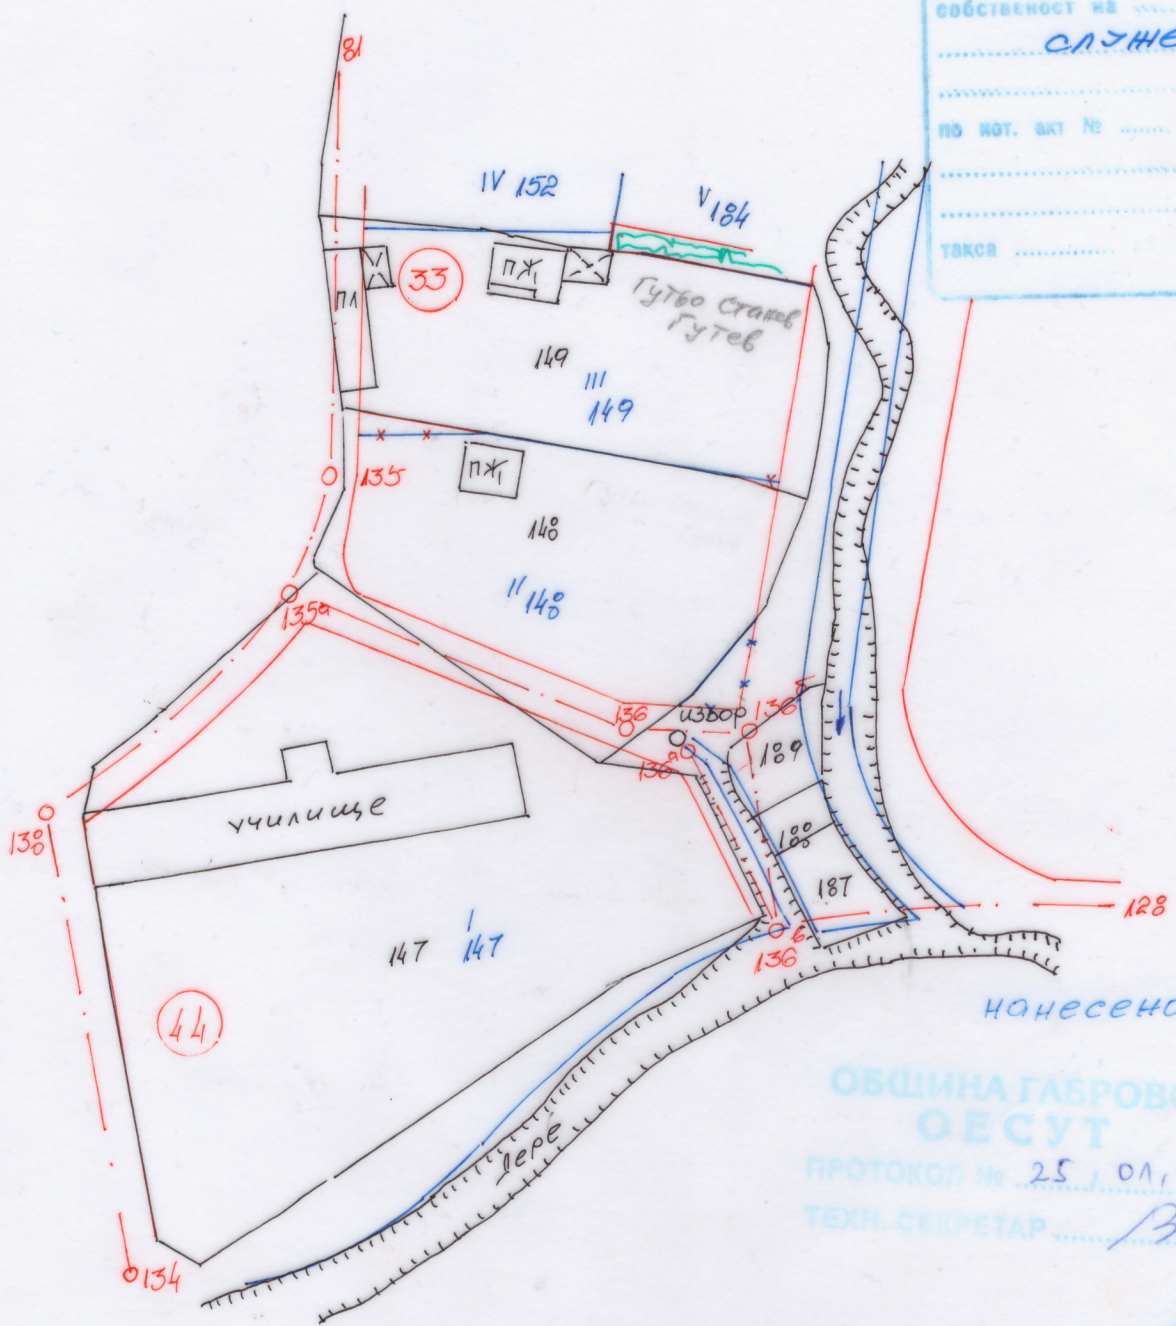 собственост на
служе
по нот. акт №
такса
81
IV 152
V 184
33
ПЖ1
ПЛ
Гутьо Станев
Гутев
149
III
149
135
ПЖ1
148
II 148
135а
136
извор
136б
136а
189
188
училище
138
187
128
147
I
147
136в
44
нанесено
ОБЩИНА ГАБРОВО
ОЕСУТ
дере
ПРОТОКОЛ № 25 / 01,
ТЕХН. СЕКРЕТАР
134